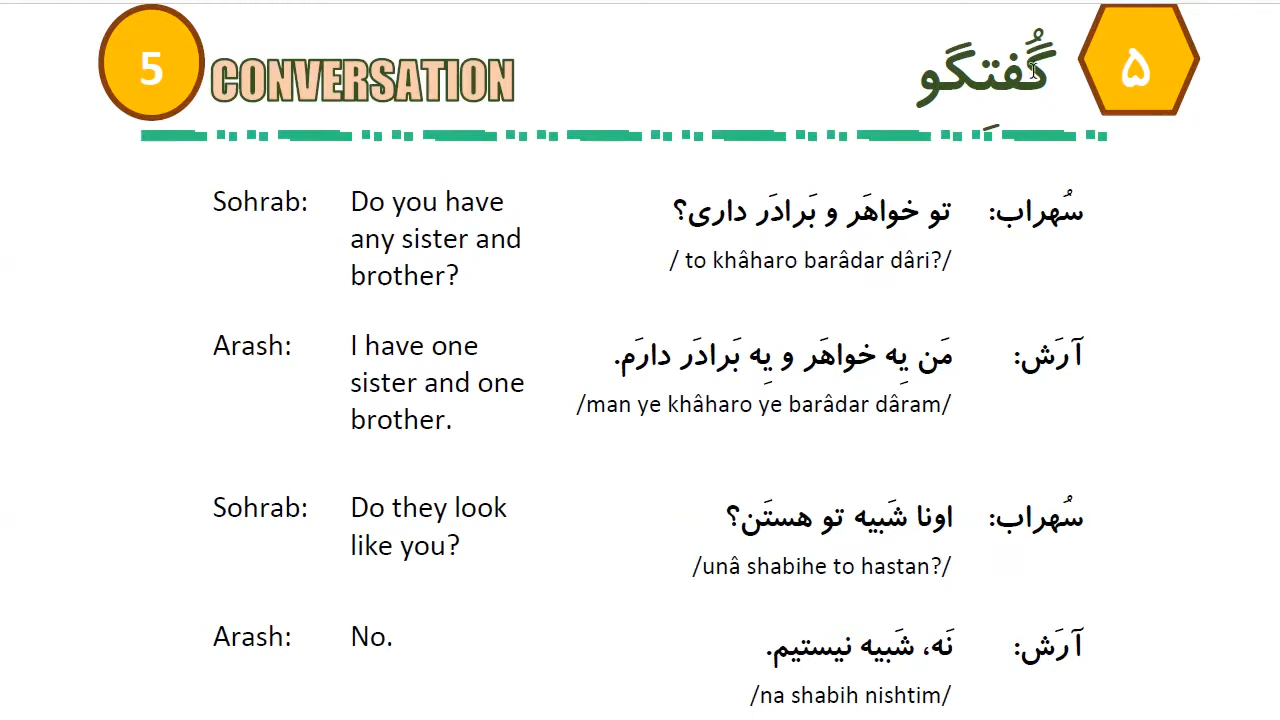 5 CONVERSATION گُفتِگو ۵
Sohrab: Do you have any sister and brother?
سُهراب: تو خواهَر و بَرادَر داری؟
/ to khâharo barâdar dâri?/
Arash: I have one sister and one brother.
آرَش: مَن یِه خواهَر و یِه بَرادَر دارَم.
/man ye khâharo ye barâdar dâram/
Sohrab: Do they look like you?
سُهراب: اونا شَبیه تو هستَن؟
/unâ shabihe to hastan?/
Arash: No.
آرَش: نَه، شَبیه نیستیم.
/na shabih nishtim/